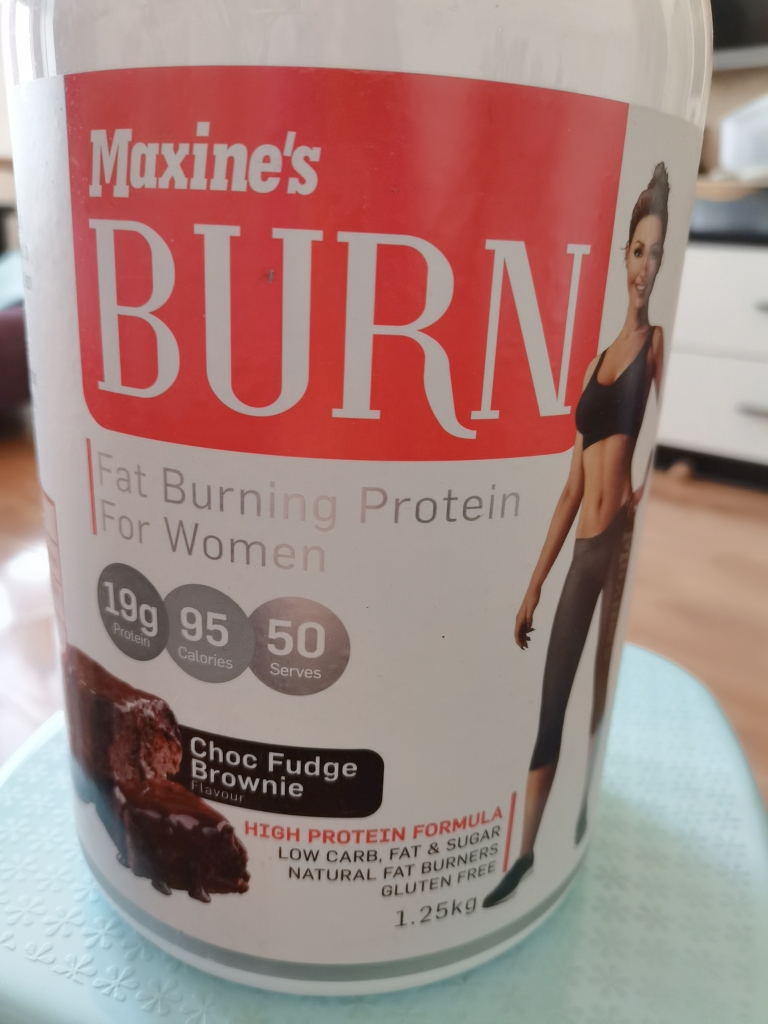 Maxine's
BURN
Fat Burning Protein
For Women
19g
Protein
95
Calories
50
Serves
Choc Fudge
Brownie
Flavour
HIGH PROTEIN FORMULA
LOW CARB, FAT & SUGAR
NATURAL FAT BURNERS
GLUTEN FREE
1.25kg